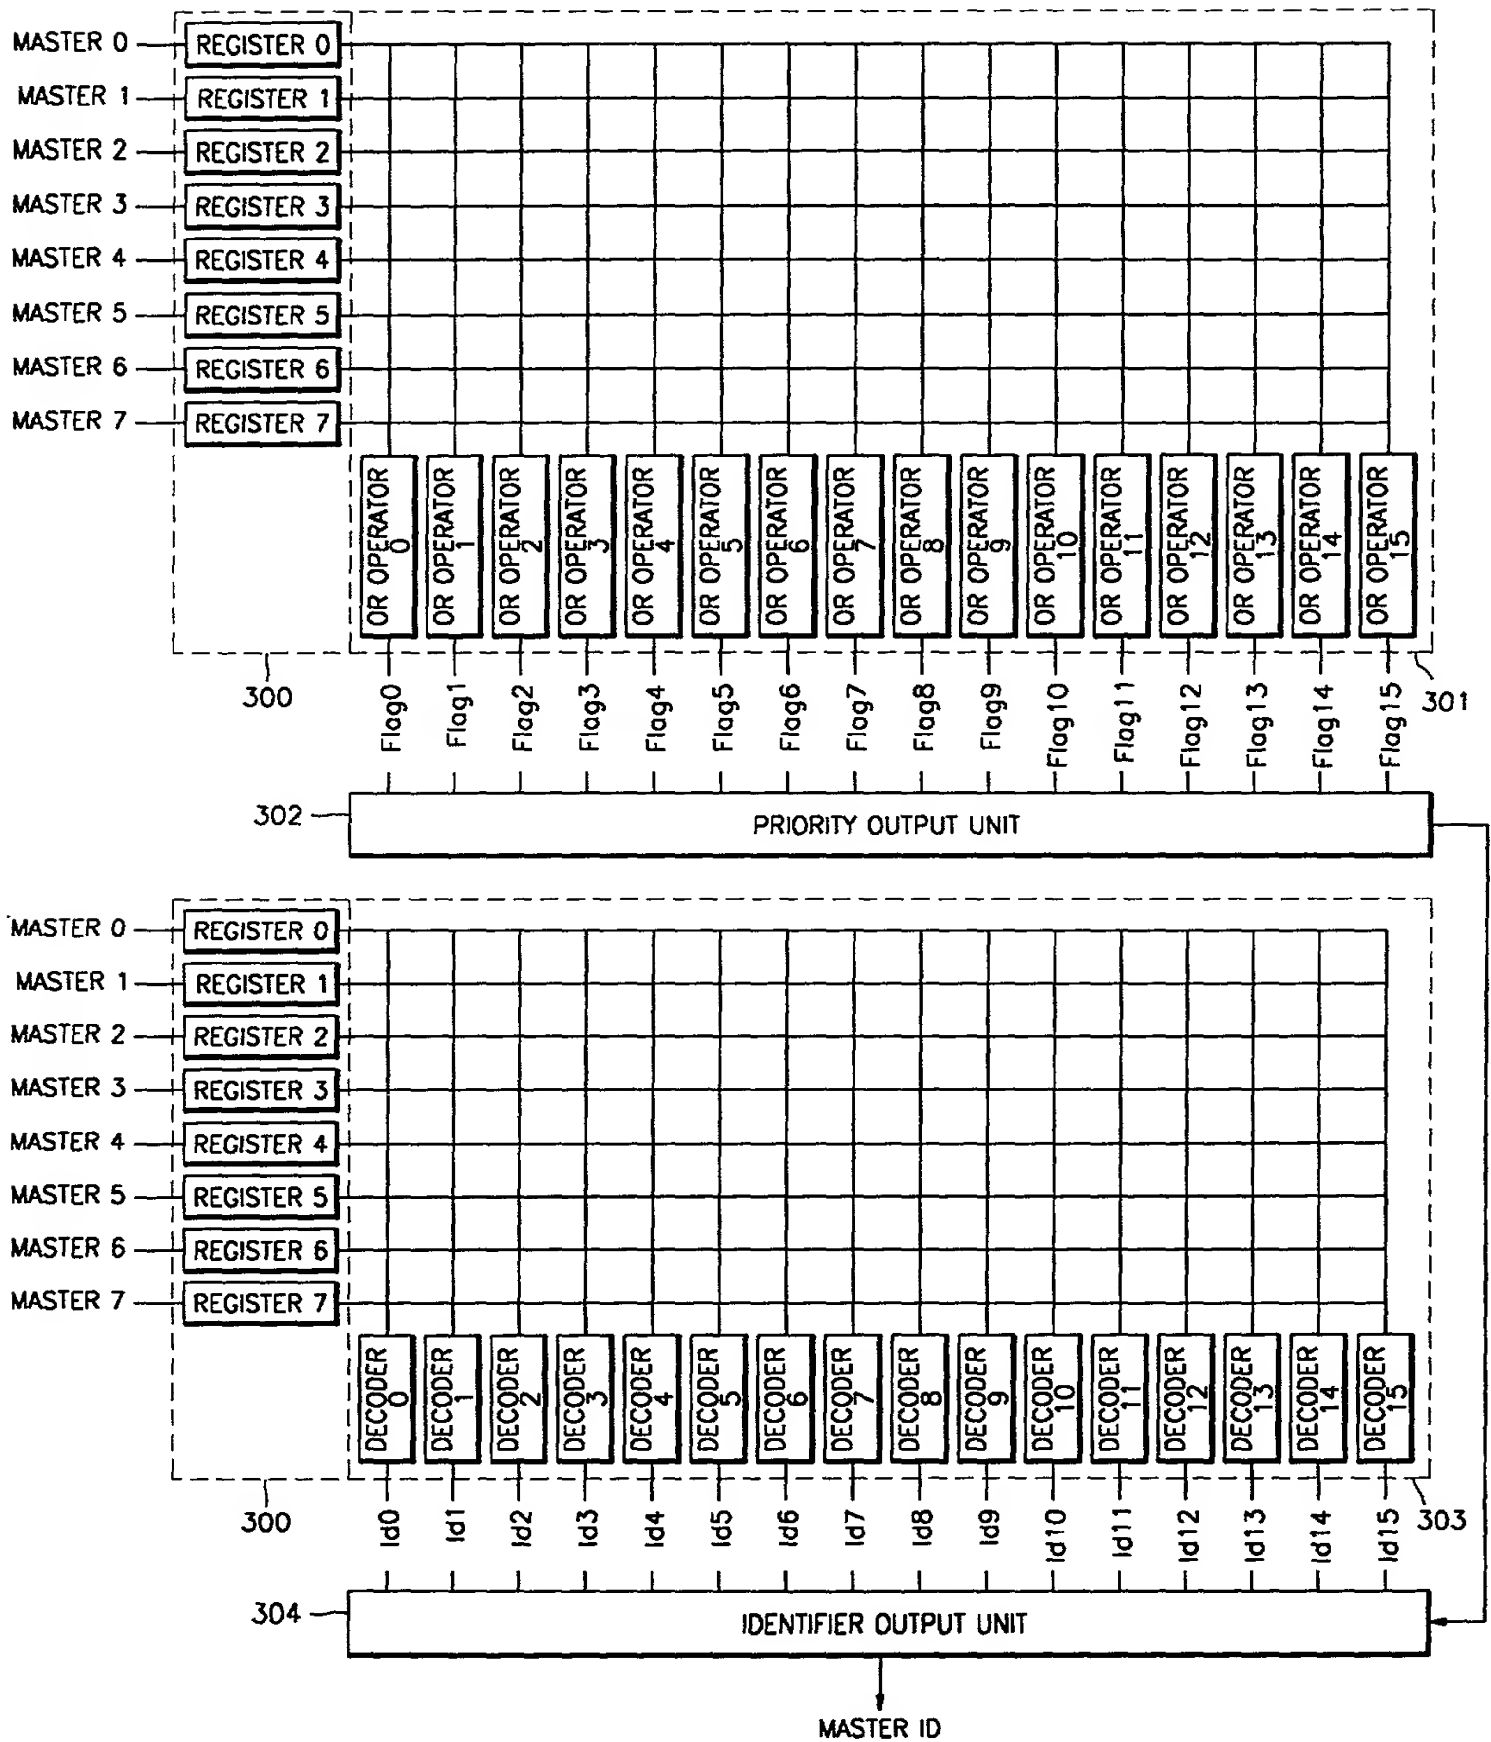 MASTER 0 REGISTER 0
MASTER 1 REGISTER 1
MASTER 2 REGISTER 2
MASTER 3 REGISTER 3
MASTER 4 REGISTER 4
MASTER 5 REGISTER 5
MASTER 6 REGISTER 6
MASTER 7 REGISTER 7
OR OPERATOR 0
OR OPERATOR 1
OR OPERATOR 2
OR OPERATOR 3
OR OPERATOR 4
OR OPERATOR 5
OR OPERATOR 6
OR OPERATOR 7
OR OPERATOR 8
OR OPERATOR 9
OR OPERATOR 10
OR OPERATOR 11
OR OPERATOR 12
OR OPERATOR 13
OR OPERATOR 14
OR OPERATOR 15
300
Flag0
Flag1
Flag2
Flag3
Flag4
Flag5
Flag6
Flag7
Flag8
Flag9
Flag10
Flag11
Flag12
Flag13
Flag14
Flag15
301
302
PRIORITY OUTPUT UNIT
MASTER 0 REGISTER 0
MASTER 1 REGISTER 1
MASTER 2 REGISTER 2
MASTER 3 REGISTER 3
MASTER 4 REGISTER 4
MASTER 5 REGISTER 5
MASTER 6 REGISTER 6
MASTER 7 REGISTER 7
DECODER 0
DECODER 1
DECODER 2
DECODER 3
DECODER 4
DECODER 5
DECODER 6
DECODER 7
DECODER 8
DECODER 9
DECODER 10
DECODER 11
DECODER 12
DECODER 13
DECODER 14
DECODER 15
300
Id0
Id1
Id2
Id3
Id4
Id5
Id6
Id7
Id8
Id9
Id10
Id11
Id12
Id13
Id14
Id15
303
304
IDENTIFIER OUTPUT UNIT
MASTER ID